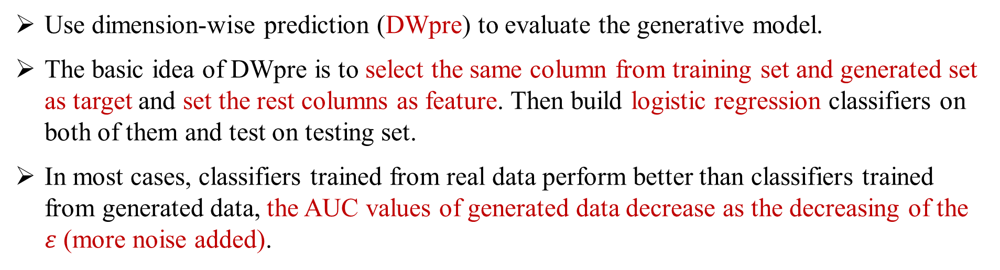 ➢ Use dimension-wise prediction (DWpre) to evaluate the generative model.
➢ The basic idea of DWpre is to select the same column from training set and generated set
as target and set the rest columns as feature. Then build logistic regression classifiers on
both of them and test on testing set.
➢ In most cases, classifiers trained from real data perform better than classifiers trained
from generated data, the AUC values of generated data decrease as the decreasing of the
ε (more noise added).